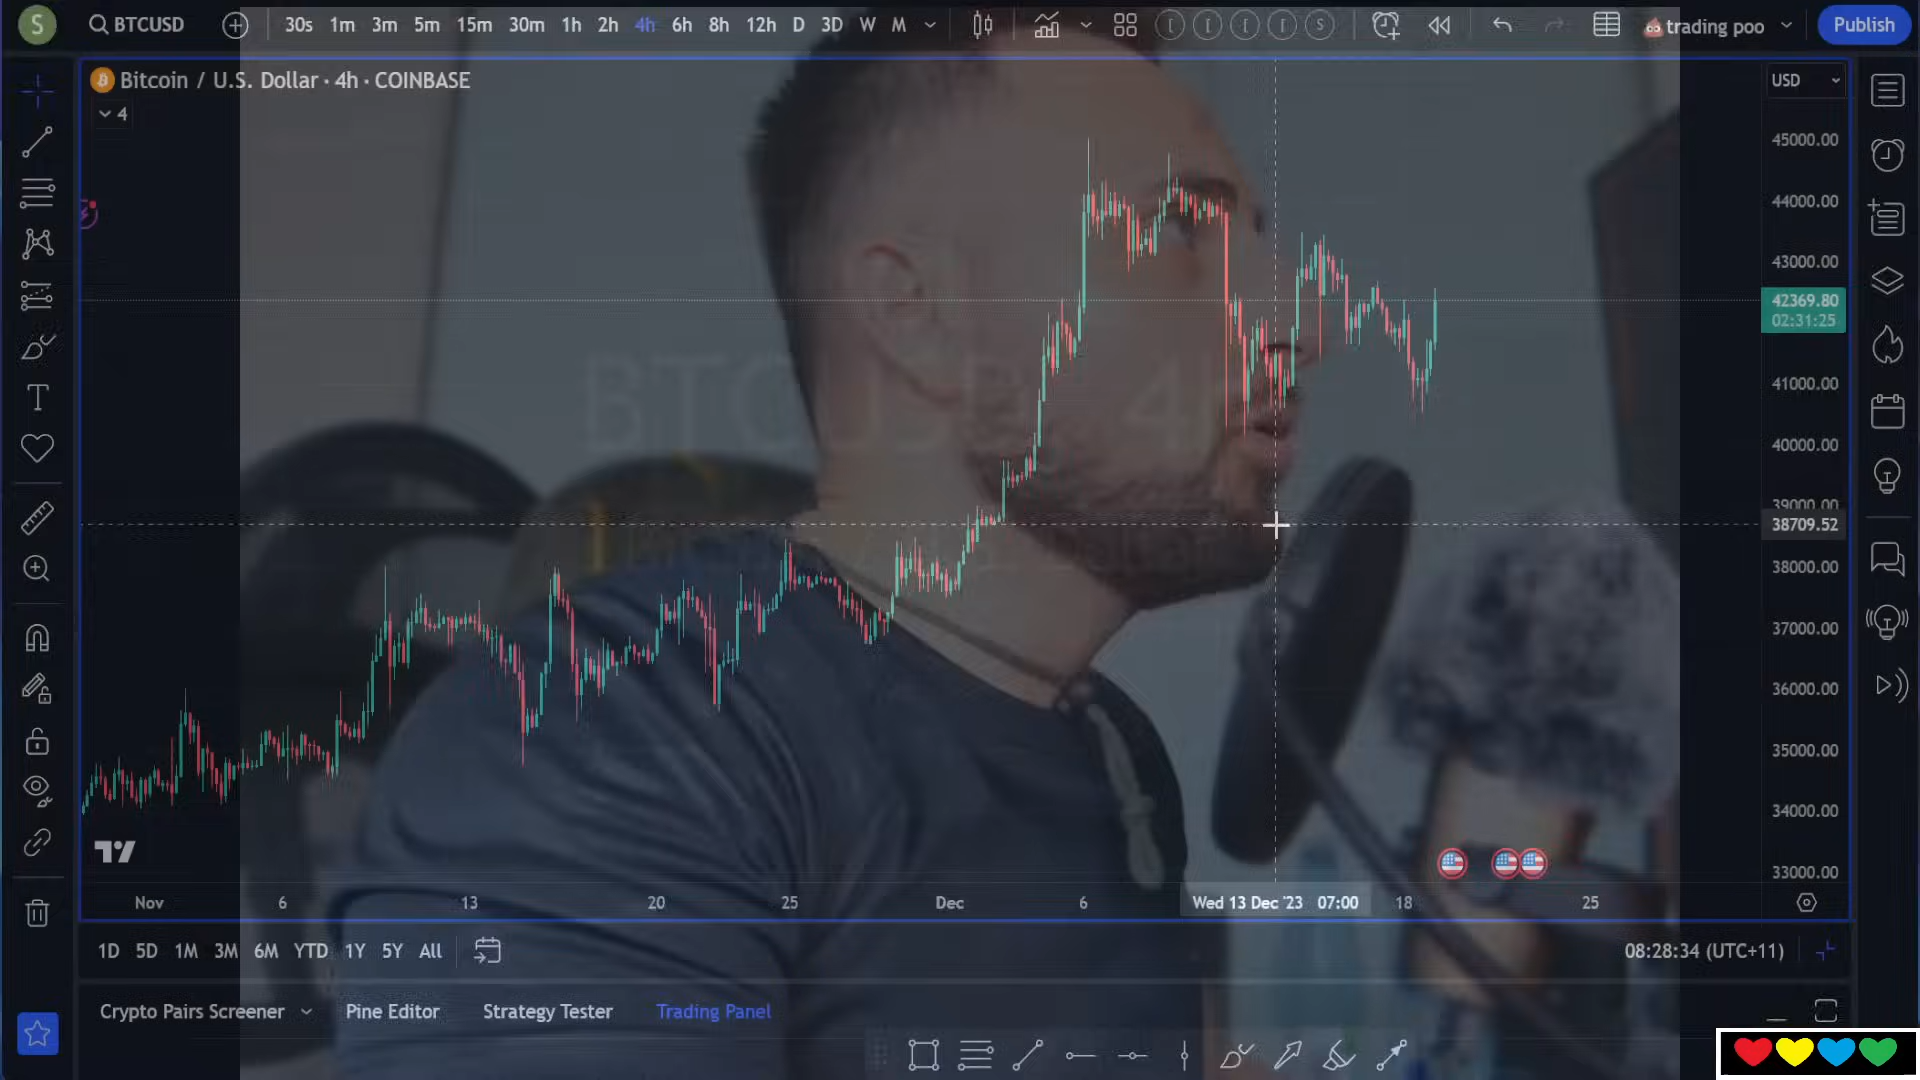 S BTCUSD 30s 1m 3m 5m 15m 30m 1h 2h 4h 6h 8h 12h D 3D W M trading poo Publish
Bitcoin / U.S. Dollar · 4h · COINBASE
USD
4
45000.00
44000.00
43000.00
42369.80
02:31:25
41000.00
BTCUSD, 4h
40000.00
39000.00
38709.52
Bitcoin / U.S. Dollar
38000.00
37000.00
36000.00
35000.00
34000.00
33000.00
Nov 6 13 20 25 Dec 6 Wed 13 Dec '23 07:00 18 25
1D 5D 1M 3M 6M YTD 1Y 5Y All 08:28:34 (UTC+11)
Crypto Pairs Screener Pine Editor Strategy Tester Trading Panel